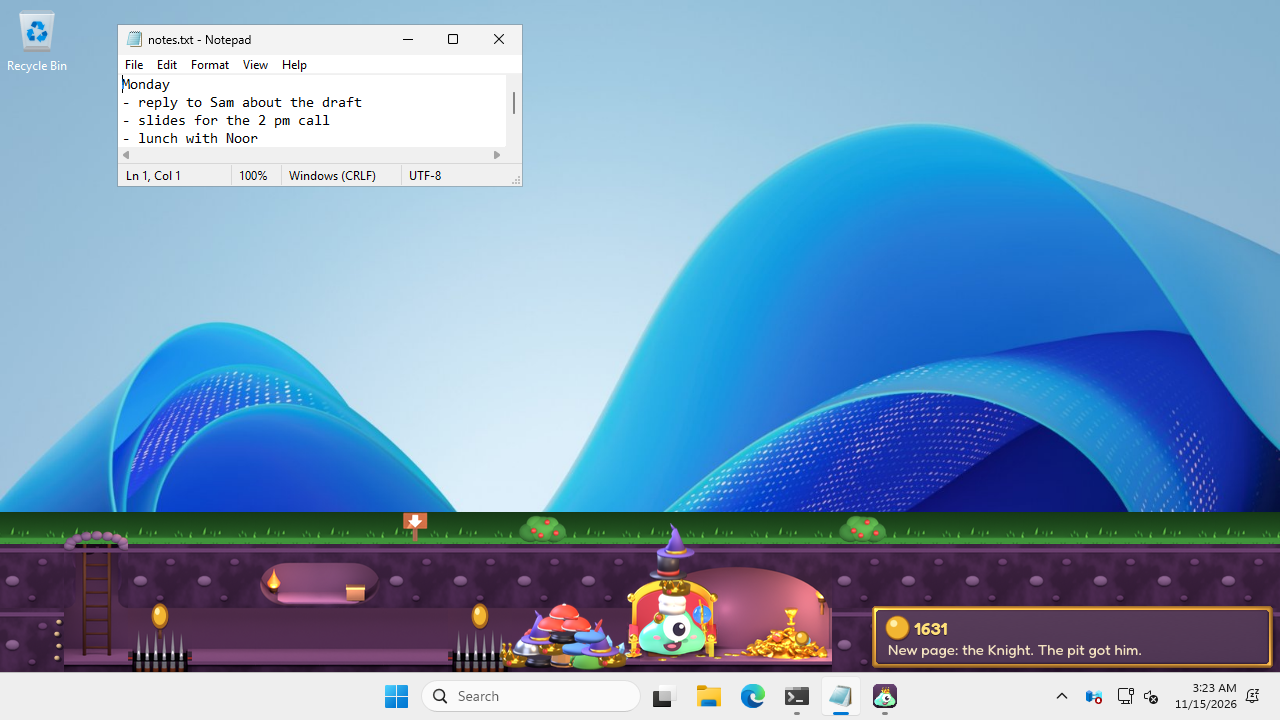 Recycle Bin
notes.txt - Notepad
File Edit Format View Help
Monday
- reply to Sam about the draft
- slides for the 2 pm call
- lunch with Noor
Ln 1, Col 1 100% Windows (CRLF) UTF-8
1631
New page: the Knight. The pit got him.
Search
3:23 AM
11/15/2026